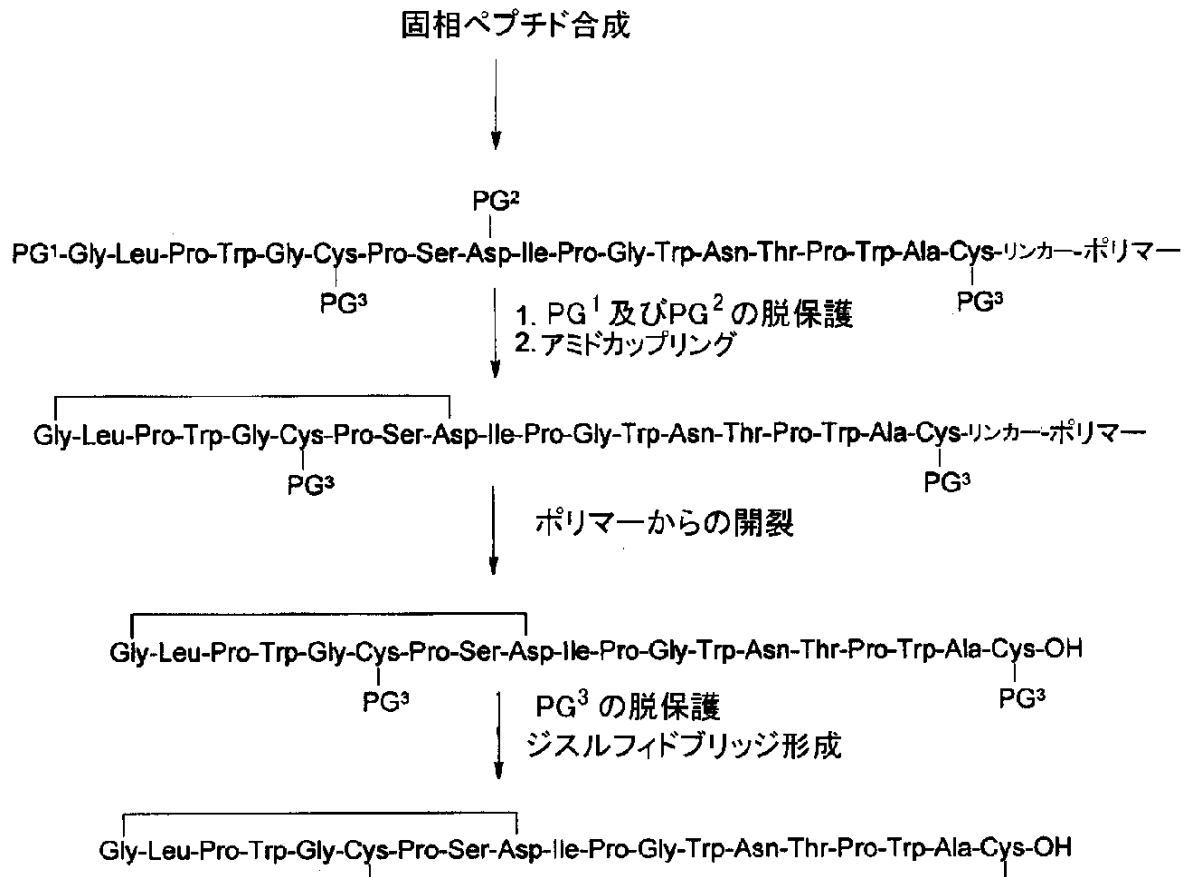 固相ペプチド合成
PG²
PG¹-Gly-Leu-Pro-Trp-Gly-Cys-Pro-Ser-Asp-Ile-Pro-Gly-Trp-Asn-Thr-Pro-Trp-Ala-Cys-リンカー-ポリマー
PG³ PG³
1. PG¹ 及びPG² の脱保護
2. アミドカップリング
Gly-Leu-Pro-Trp-Gly-Cys-Pro-Ser-Asp-Ile-Pro-Gly-Trp-Asn-Thr-Pro-Trp-Ala-Cys-リンカー-ポリマー
PG³ PG³
ポリマーからの開裂
Gly-Leu-Pro-Trp-Gly-Cys-Pro-Ser-Asp-Ile-Pro-Gly-Trp-Asn-Thr-Pro-Trp-Ala-Cys-OH
PG³ PG³
PG³ の脱保護
ジスルフィドブリッジ形成
Gly-Leu-Pro-Trp-Gly-Cys-Pro-Ser-Asp-Ile-Pro-Gly-Trp-Asn-Thr-Pro-Trp-Ala-Cys-OH